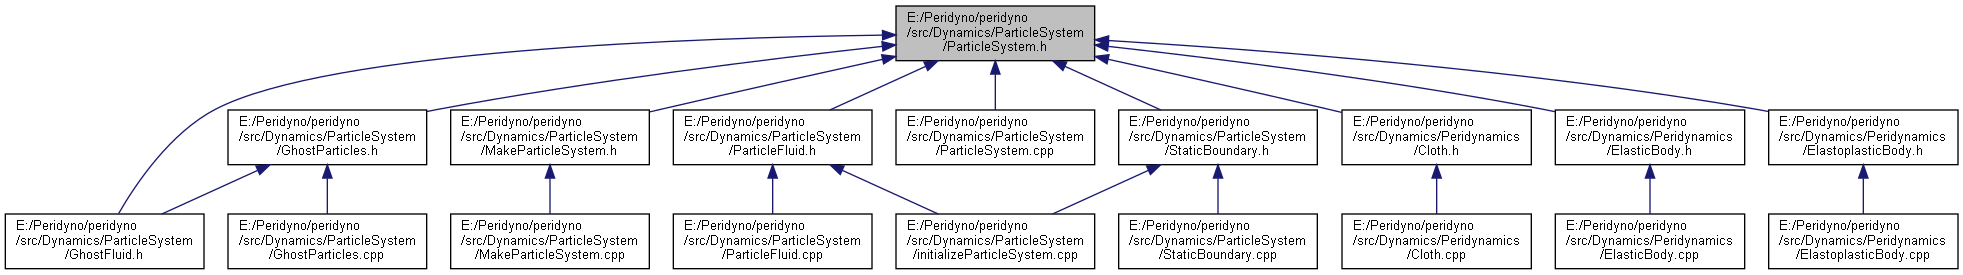 E:/Peridyno/peridyno
/src/Dynamics/ParticleSystem
/ParticleSystem.h
E:/Peridyno/peridyno
/src/Dynamics/ParticleSystem
/GhostParticles.h
E:/Peridyno/peridyno
/src/Dynamics/ParticleSystem
/MakeParticleSystem.h
E:/Peridyno/peridyno
/src/Dynamics/ParticleSystem
/ParticleFluid.h
E:/Peridyno/peridyno
/src/Dynamics/ParticleSystem
/ParticleSystem.cpp
E:/Peridyno/peridyno
/src/Dynamics/ParticleSystem
/StaticBoundary.h
E:/Peridyno/peridyno
/src/Dynamics/Peridynamics
/Cloth.h
E:/Peridyno/peridyno
/src/Dynamics/Peridynamics
/ElasticBody.h
E:/Peridyno/peridyno
/src/Dynamics/Peridynamics
/ElastoplasticBody.h
E:/Peridyno/peridyno
/src/Dynamics/ParticleSystem
/GhostFluid.h
E:/Peridyno/peridyno
/src/Dynamics/ParticleSystem
/GhostParticles.cpp
E:/Peridyno/peridyno
/src/Dynamics/ParticleSystem
/MakeParticleSystem.cpp
E:/Peridyno/peridyno
/src/Dynamics/ParticleSystem
/ParticleFluid.cpp
E:/Peridyno/peridyno
/src/Dynamics/ParticleSystem
/initializeParticleSystem.cpp
E:/Peridyno/peridyno
/src/Dynamics/ParticleSystem
/StaticBoundary.cpp
E:/Peridyno/peridyno
/src/Dynamics/Peridynamics
/Cloth.cpp
E:/Peridyno/peridyno
/src/Dynamics/Peridynamics
/ElasticBody.cpp
E:/Peridyno/peridyno
/src/Dynamics/Peridynamics
/ElastoplasticBody.cpp